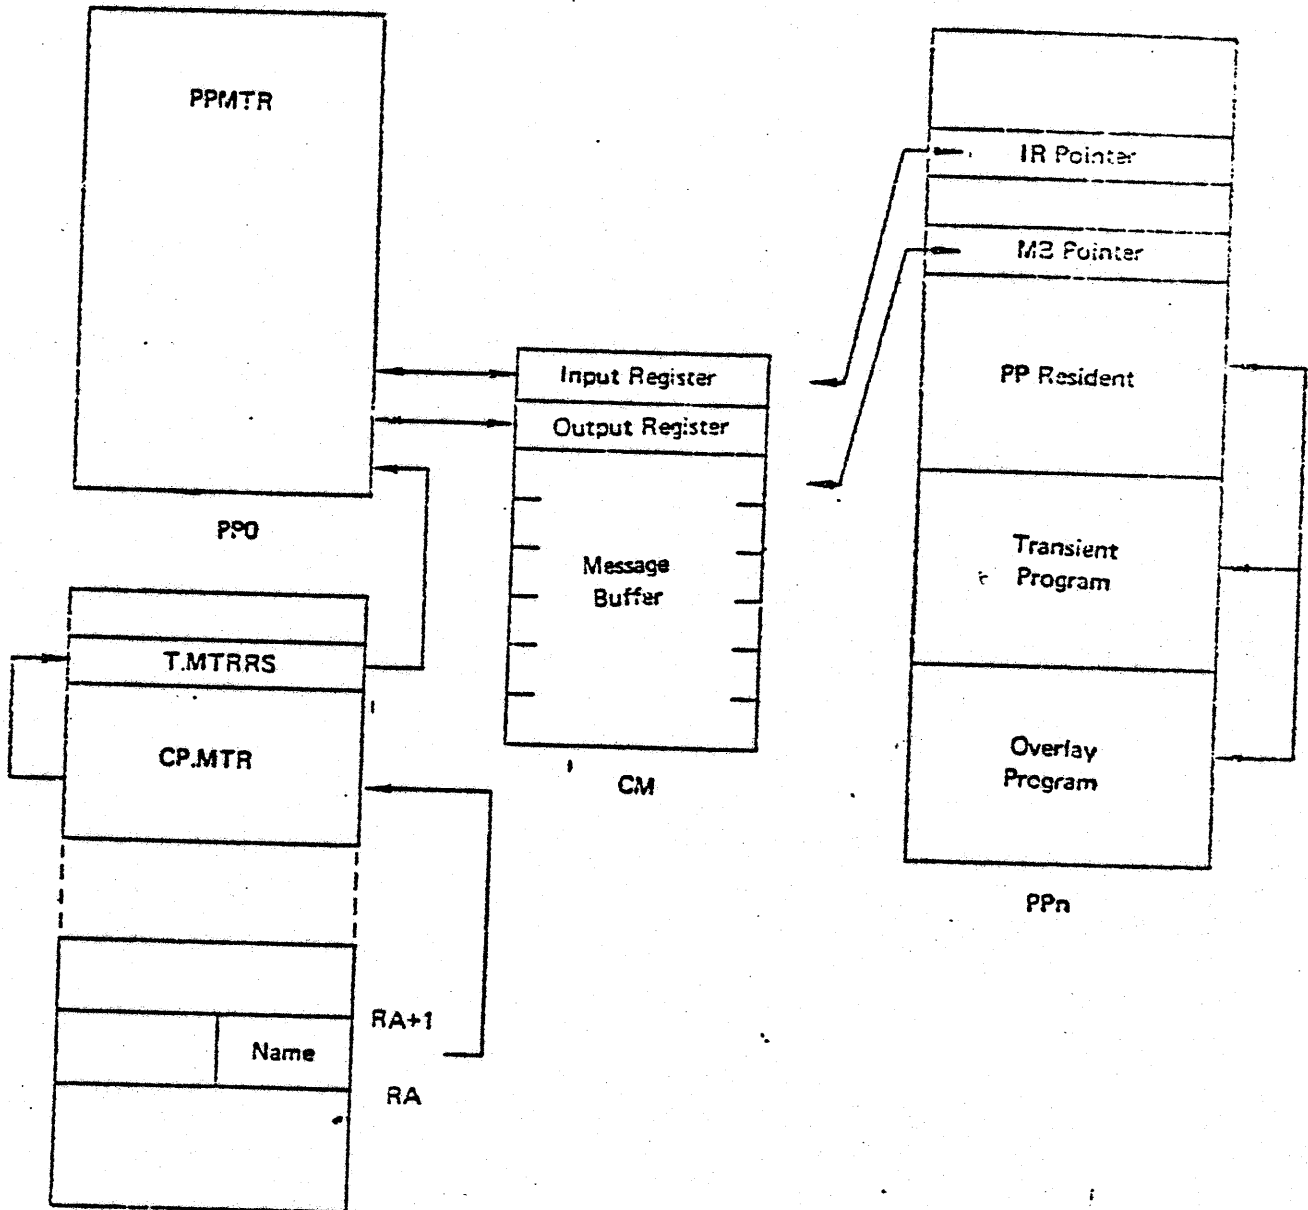 PPMTR
PP0
T.MTRRS
CP.MTR
RA+1
Name
RA
Input Register
Output Register
Message
Buffer
CM
IR Pointer
MB Pointer
PP Resident
Transient
Program
Overlay
Program
PPn